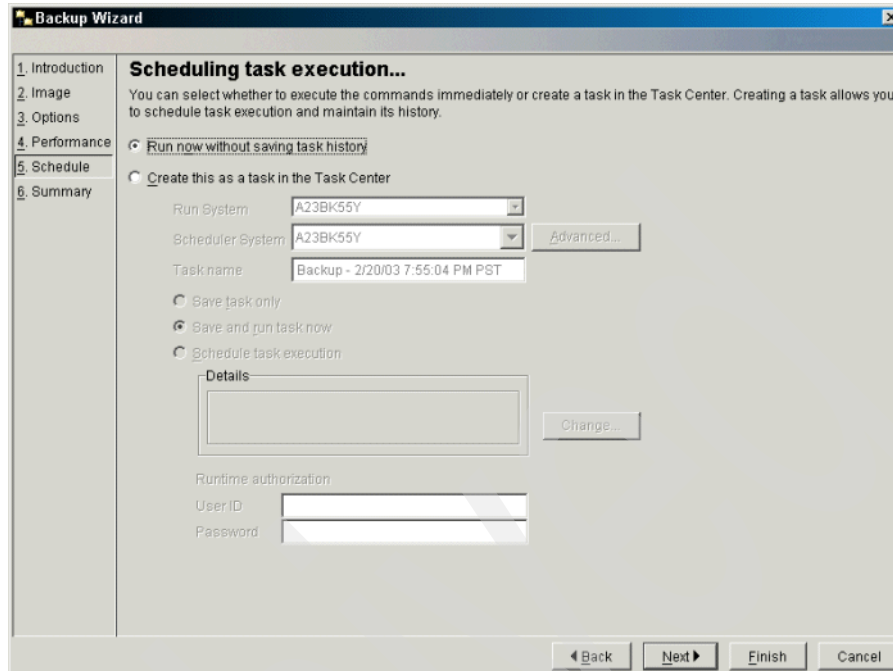 Backup Wizard
1. Introduction
2. Image
3. Options
4. Performance
5. Schedule
6. Summary
Scheduling task execution...
You can select whether to execute the commands immediately or create a task in the Task Center. Creating a task allows you
to schedule task execution and maintain its history.
Run now without saving task history
Create this as a task in the Task Center
Run System A23BK55Y
Scheduler System A23BK55Y Advanced...
Task name Backup - 2/20/03 7:55:04 PM PST
Save task only
Save and run task now
Schedule task execution
Details
Change...
Runtime authorization
User ID
Password
Back Next Finish Cancel